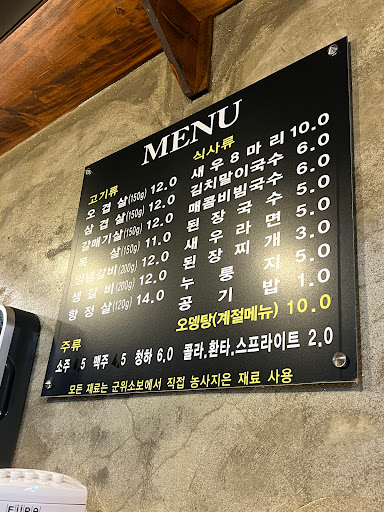 MENU
고기류
오 겹 살(150g) 12.0
삼 겹 살(150g) 12.0
갈매기살(150g) 12.0
목 살(150g) 11.0
양념갈비(200g) 12.0
생 갈 비(200g) 12.0
항 정 살(120g) 14.0
식사류
새 우 8 마 리 10.0
김치말이국수 6.0
매콤비빔국수 6.0
된 장 국 수 5.0
새 우 라 면 5.0
된 장 찌 개 3.0
누 룽 지 5.0
공 기 밥 1.0
오뎅탕(계절메뉴) 10.0
주류
소주 5 맥주 5 청하 6.0 콜라.환타.스프라이트 2.0
모든 재료는 군위소보에서 직접 농사지은 재료 사용